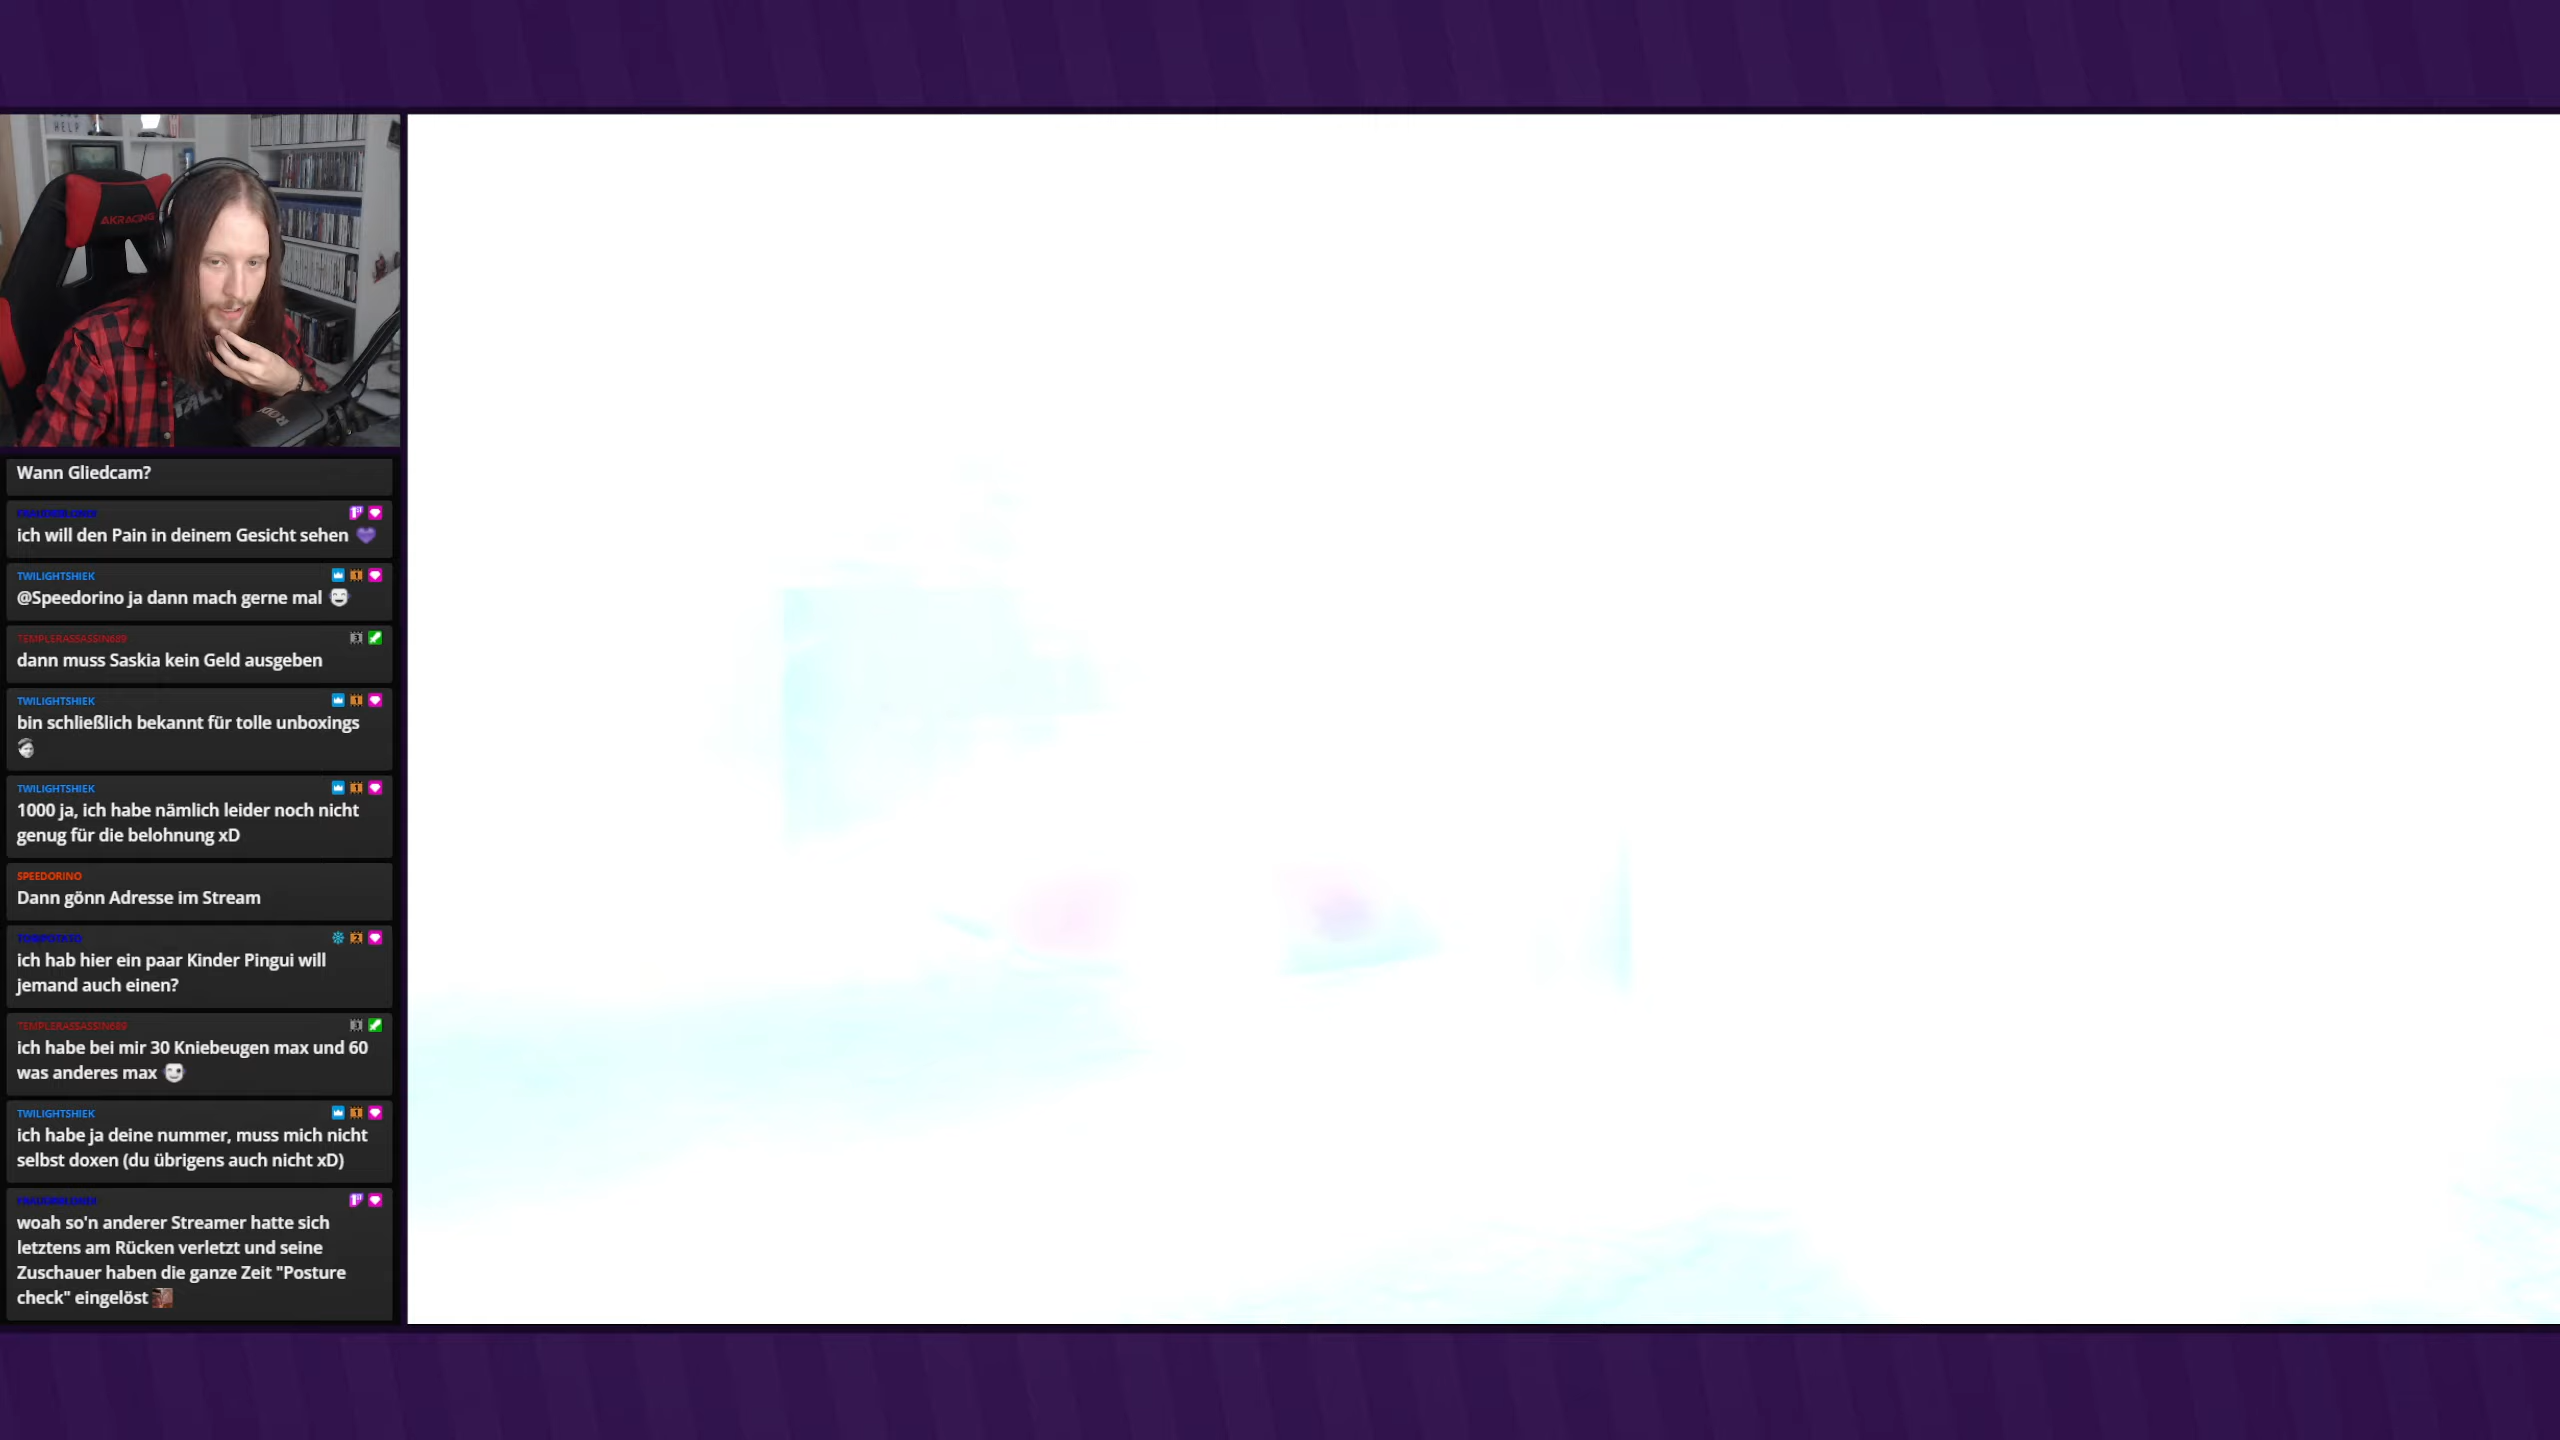 HELP
AKRACING
RØDE
Wann Gliedcam?
ich will den Pain in deinem Gesicht sehen
TWILIGHTSHIEK
@Speedorino ja dann mach gerne mal
TEMPLERASSASSIN689
dann muss Saskia kein Geld ausgeben
TWILIGHTSHIEK
bin schließlich bekannt für tolle unboxings
TWILIGHTSHIEK
1000 ja, ich habe nämlich leider noch nicht
genug für die belohnung xD
SPEEDORINO
Dann gönn Adresse im Stream
ich hab hier ein paar Kinder Pingui will
jemand auch einen?
TEMPLERASSASSIN689
ich habe bei mir 30 Kniebeugen max und 60
was anderes max
TWILIGHTSHIEK
ich habe ja deine nummer, muss mich nicht
selbst doxen (du übrigens auch nicht xD)
woah so'n anderer Streamer hatte sich
letztens am Rücken verletzt und seine
Zuschauer haben die ganze Zeit "Posture
check" eingelöst